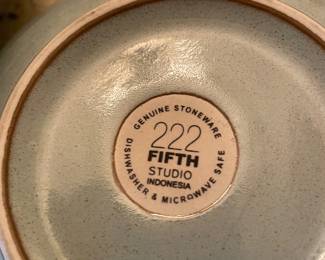 GENUINE STONEWARE
222
FIFTH
STUDIO
INDONESIA
DISHWASHER & MICROWAVE SAFE